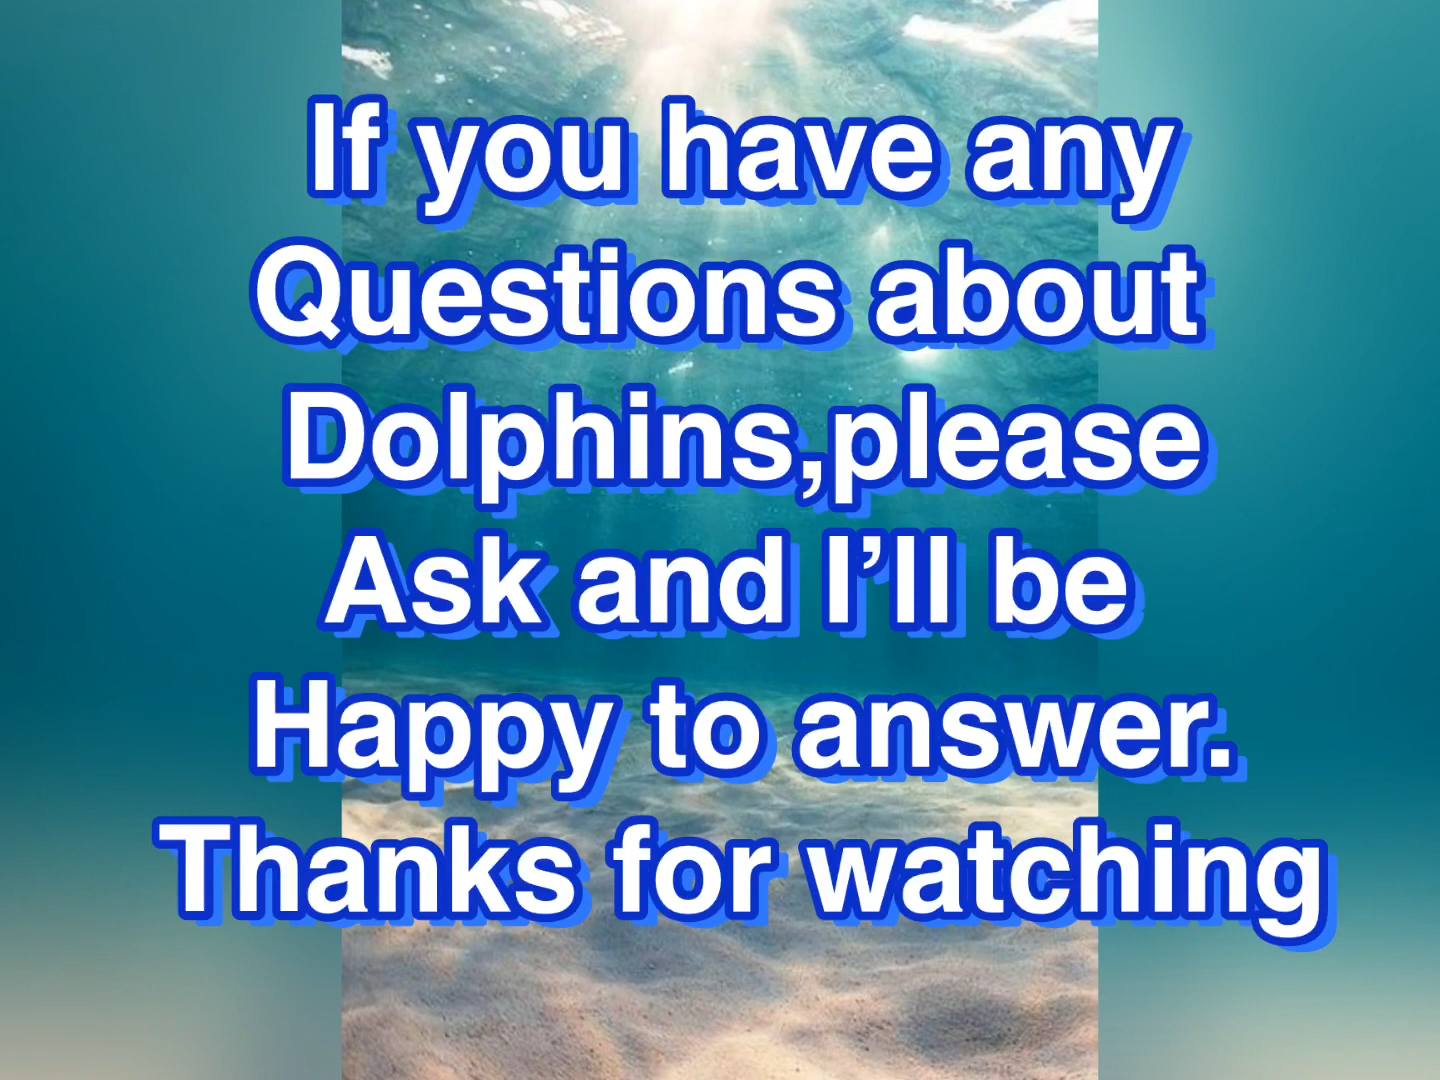 If you have any
Questions about
Dolphins,please
Ask and I’ll be
Happy to answer.
Thanks for watching